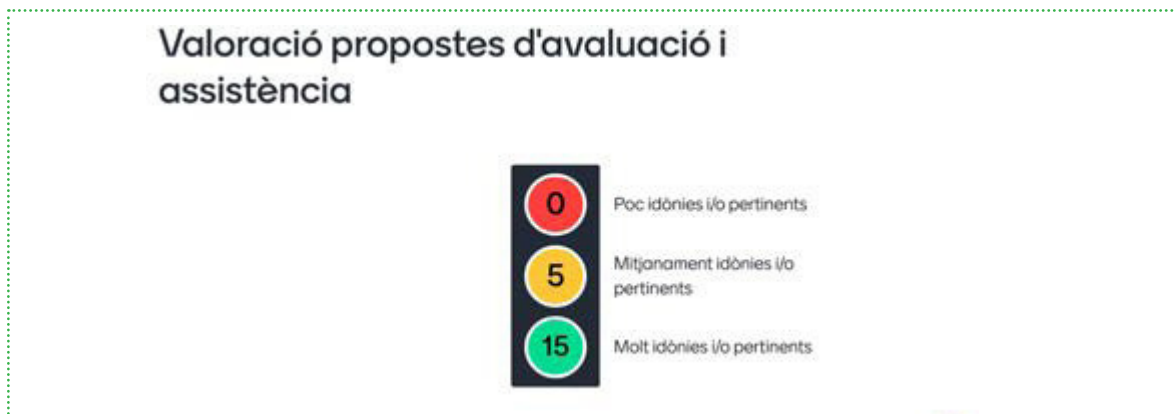 Valoració propostes d'avaluació i
assistència
0
Poc idònies i/o pertinents
5
Mitjanament idònies i/o
pertinents
15
Molt idònies i/o pertinents